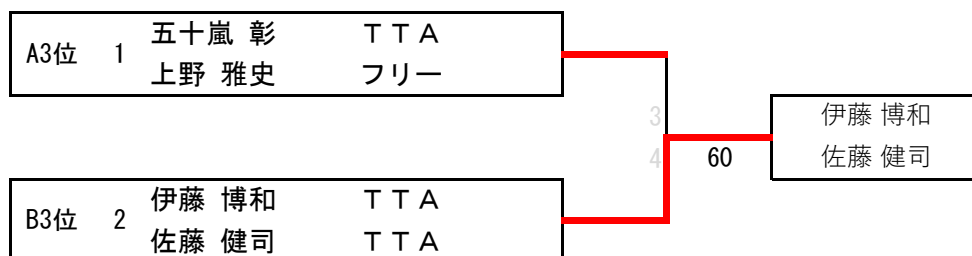 A3位 1 五十嵐 彰 ＴＴＡ
上野 雅史 フリー
3
伊藤 博和
4 60 佐藤 健司
B3位 2 伊藤 博和 ＴＴＡ
佐藤 健司 ＴＴＡ